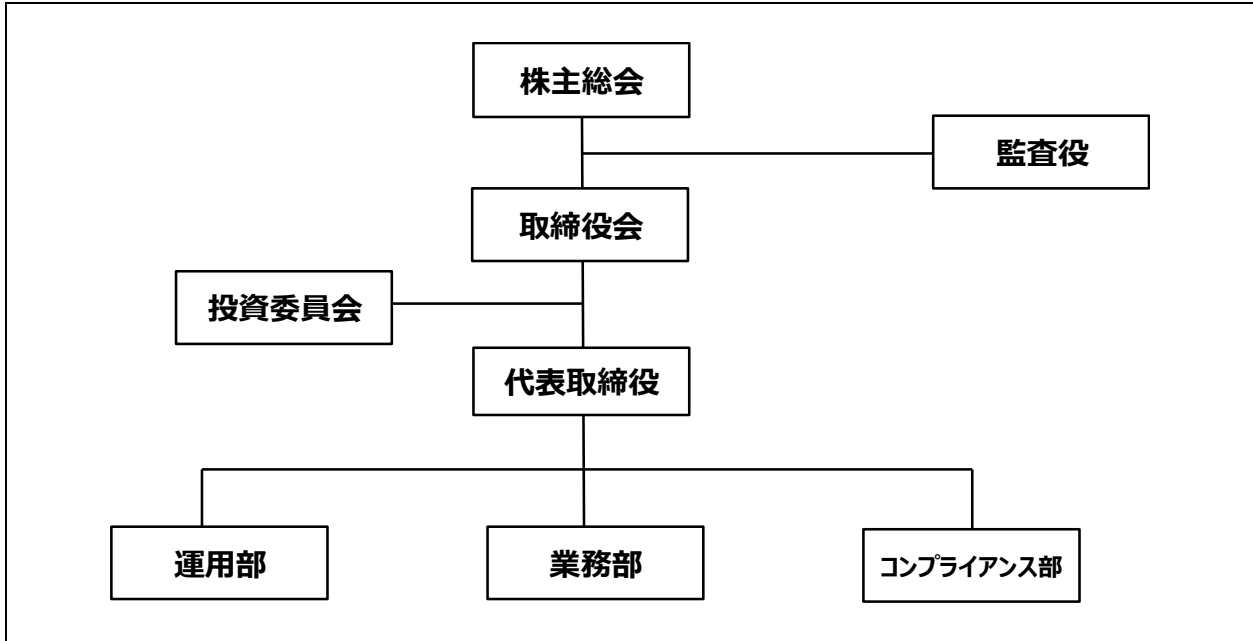 株主総会
監査役
取締役会
投資委員会
代表取締役
運用部
業務部
コンプライアンス部